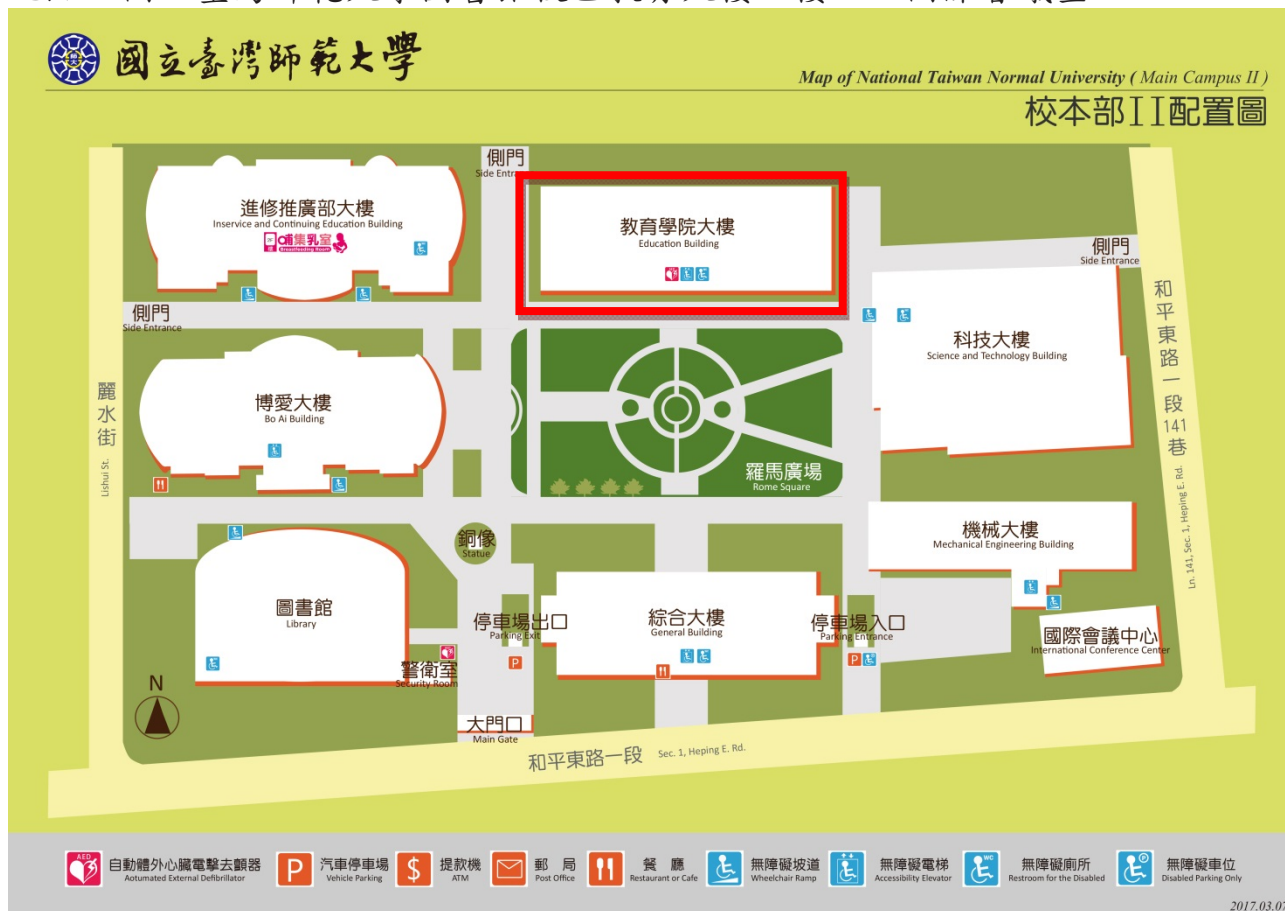 國立臺灣師範大學
Map of National Taiwan Normal University ( Main Campus II )
校本部II配置圖
側門
Side Entrance
進修推廣部大樓
Inservice and Continuing Education Building
哺集乳室
Breastfeeding Room
教育學院大樓
Education Building
側門
Side Entrance
側門
Side Entrance
科技大樓
Science and Technology Building
和平東路一段141巷
Ln. 141, Sec. 1, Heping E. Rd.
麗水街
Lishui St.
博愛大樓
Bo Ai Building
羅馬廣場
Rome Square
銅像
Statue
機械大樓
Mechanical Engineering Building
圖書館
Library
停車場出口
Parking Exit
P
綜合大樓
General Building
停車場入口
Parking Entrance
P
國際會議中心
International Conference Center
警衛室
Security Room
N
大門口
Main Gate
和平東路一段 Sec. 1, Heping E. Rd.
AED 自動體外心臟電擊去顫器
Aotumated External Defibrillator
P 汽車停車場
Vehicle Parking
$ 提款機
ATM
郵 局
Post Office
餐 廳
Restaurant or Cafe
無障礙坡道
Wheelchair Ramp
無障礙電梯
Accessibility Elevator
WC 無障礙廁所
Restroom for the Disabled
P 無障礙車位
Disabled Parking Only
2017.03.07